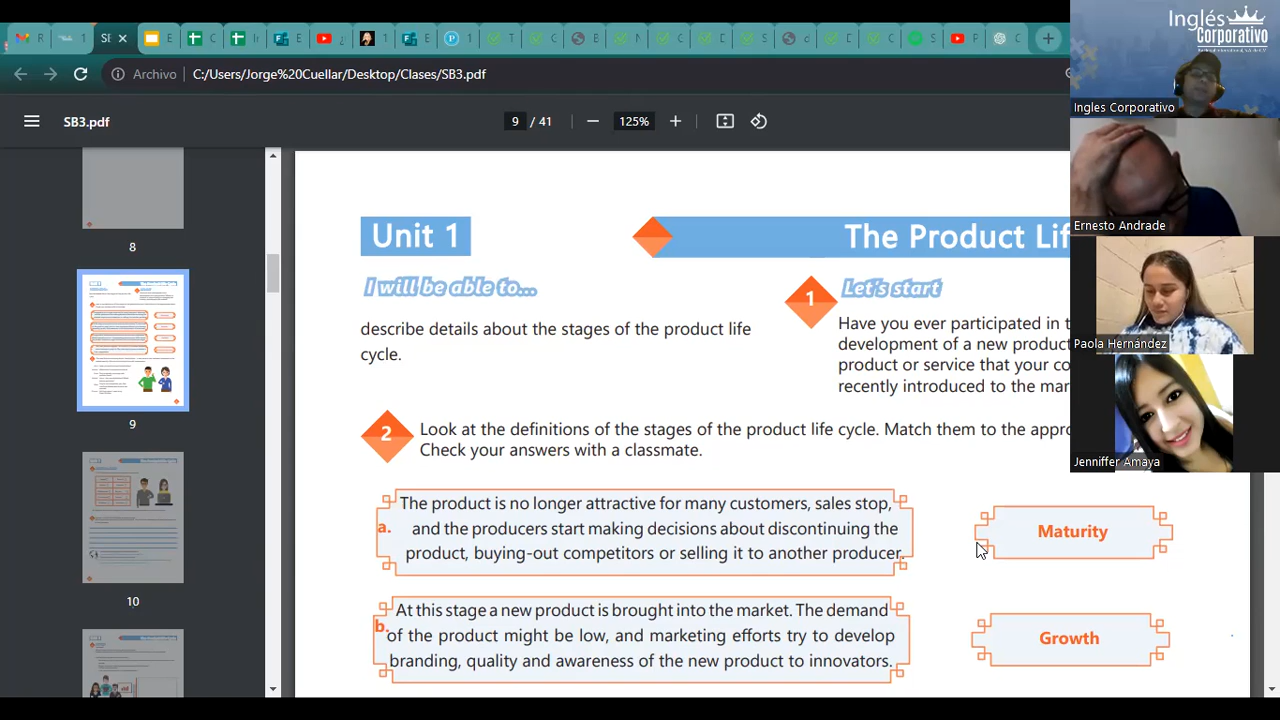 Archivo
C:/Users/Jorge%20Cuellar/Desktop/Clases/SB3.pdf
SB3.pdf
9 / 41
125%
8
9
10
Unit 1
The Product Lif
I will be able to...
describe details about the stages of the product life
cycle.
1
Let's start
Have you ever participated in t
development of a new product
product or service that your co
recently introduced to the mar
2
Look at the definitions of the stages of the product life cycle. Match them to the appro
Check your answers with a classmate.
a.
The product is no longer attractive for many customers, sales stop,
and the producers start making decisions about discontinuing the
product, buying-out competitors or selling it to another producer.
Maturity
b.
At this stage a new product is brought into the market. The demand
of the product might be low, and marketing efforts try to develop
branding, quality and awareness of the new product to innovators.
Growth
Inglés
Corporativo
Ingles Corporativo
Ernesto Andrade
Paola Hernández
Jenniffer Amaya